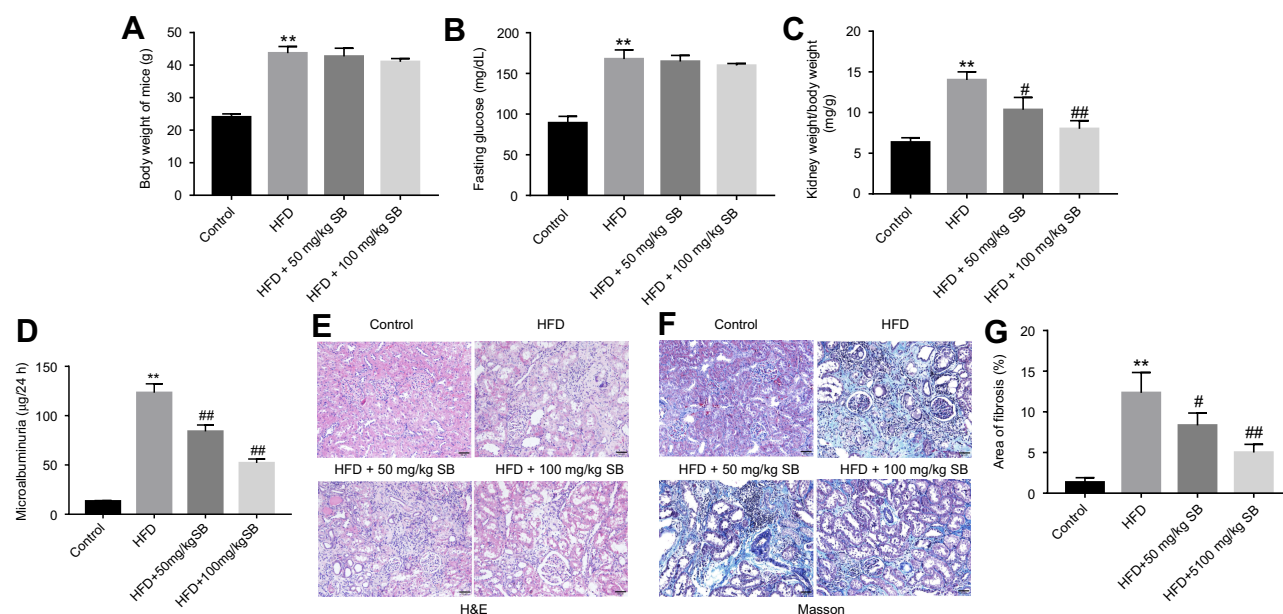 A
Body weight of mice (g)
50
40
30
20
10
0
**
Control
HFD
HFD + 50 mg/kg SB
HFD + 100 mg/kg SB
B
Fasting glucose (mg/dL)
200
150
100
50
0
**
Control
HFD
HFD + 50 mg/kg SB
HFD + 100 mg/kg SB
C
Kidney weight/body weight
(mg/g)
20
15
10
5
0
**
#
##
Control
HFD
HFD + 50 mg/kg SB
HFD + 100 mg/kg SB
D
Microalbuminuria (µg/24 h)
150
100
50
0
**
##
##
Control
HFD
HFD+50mg/kgSB
HFD+100mg/kgSB
E
Control
HFD
HFD + 50 mg/kg SB
HFD + 100 mg/kg SB
H&E
F
Control
HFD
HFD + 50 mg/kg SB
HFD + 100 mg/kg SB
Masson
G
Area of fibrosis (%)
20
15
10
5
0
**
#
##
Control
HFD
HFD+50 mg/kg SB
HFD+5100 mg/kg SB